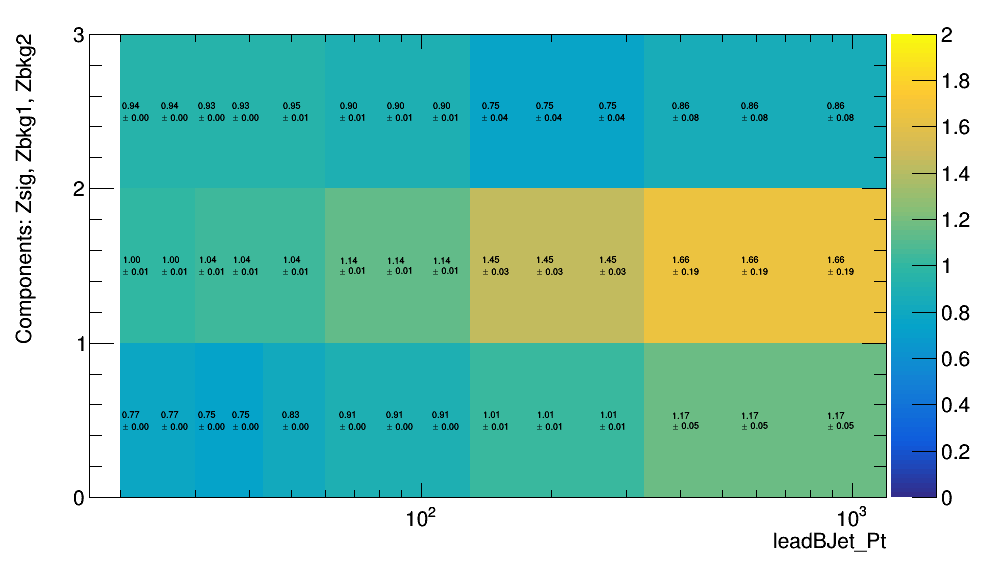 3
2
1
0
Components: Zsig, Zbkg1, Zbkg2
0.94 0.94 0.93 0.93 0.95 0.90 0.90 0.90 0.75 0.75 0.75 0.86 0.86 0.86
± 0.00 ± 0.00 ± 0.00 ± 0.00 ± 0.01 ± 0.01 ± 0.01 ± 0.01 ± 0.04 ± 0.04 ± 0.04 ± 0.08 ± 0.08 ± 0.08
1.00 1.00 1.04 1.04 1.04 1.14 1.14 1.14 1.45 1.45 1.45 1.66 1.66 1.66
± 0.01 ± 0.01 ± 0.01 ± 0.01 ± 0.01 ± 0.01 ± 0.01 ± 0.01 ± 0.03 ± 0.03 ± 0.03 ± 0.19 ± 0.19 ± 0.19
0.77 0.77 0.75 0.75 0.83 0.91 0.91 0.91 1.01 1.01 1.01 1.17 1.17 1.17
± 0.00 ± 0.00 ± 0.00 ± 0.00 ± 0.00 ± 0.00 ± 0.00 ± 0.00 ± 0.01 ± 0.01 ± 0.01 ± 0.05 ± 0.05 ± 0.05
10² 10³
leadBJet_Pt
2
1.8
1.6
1.4
1.2
1
0.8
0.6
0.4
0.2
0